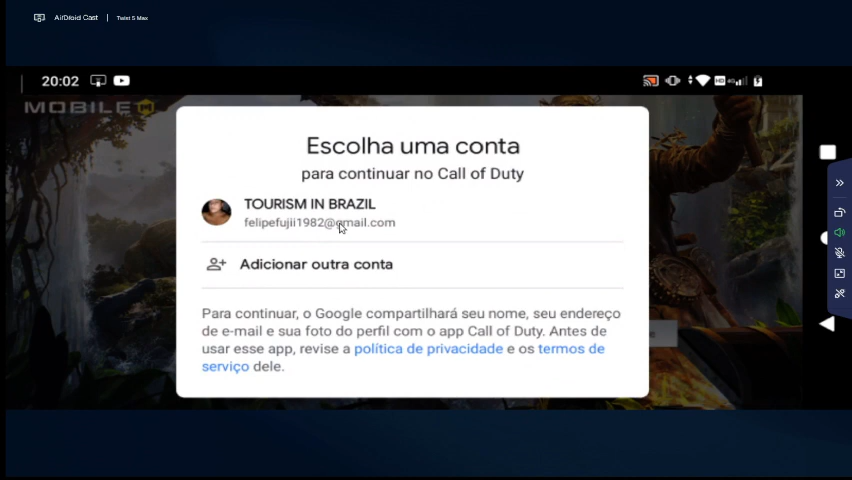 AirDroid Cast | Twist 5 Max
20:02
HD 4G
MOBILE
Escolha uma conta
para continuar no Call of Duty
TOURISM IN BRAZIL
felipefujii1982@gmail.com
Adicionar outra conta
Para continuar, o Google compartilhará seu nome, seu endereço
de e-mail e sua foto do perfil com o app Call of Duty. Antes de
usar esse app, revise a política de privacidade e os termos de
serviço dele.